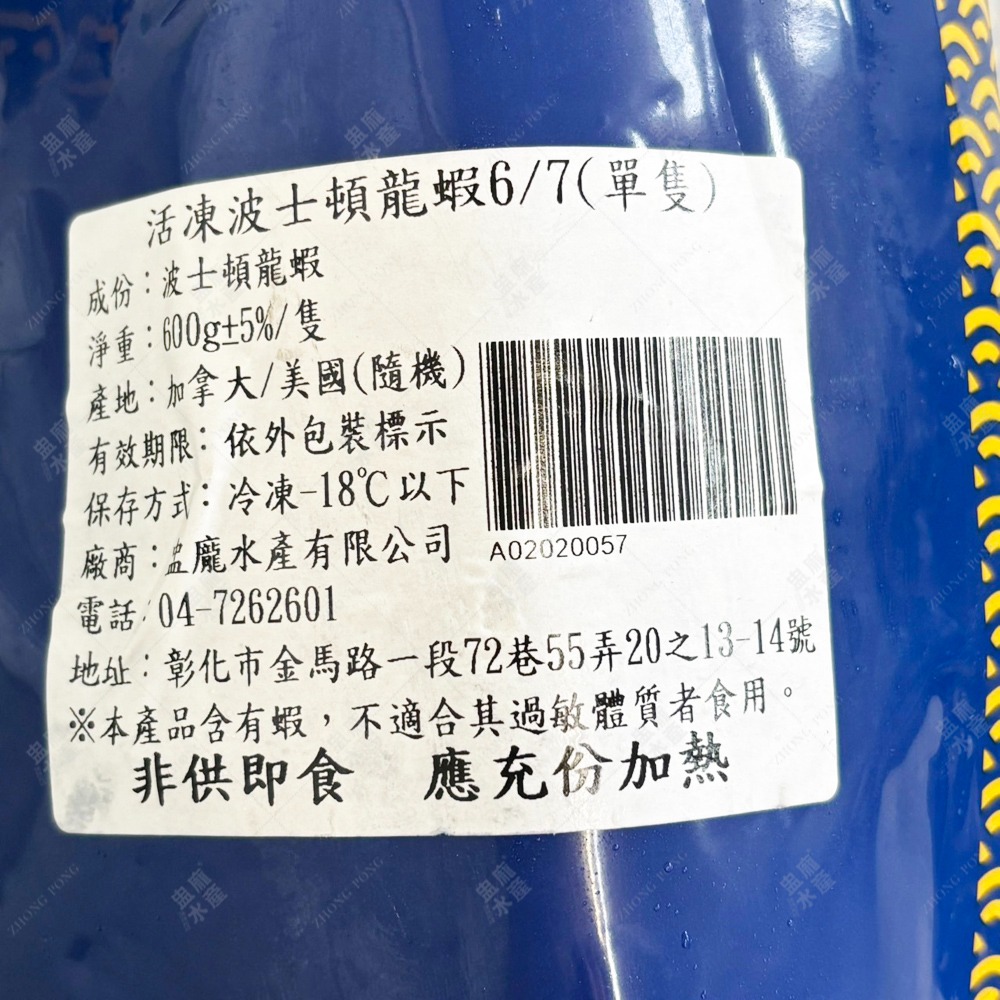 活凍波士頓龍蝦6/7(單隻)
成份：波士頓龍蝦
淨重：600g±5%/隻
產地：加拿大/美國(隨機)
有效期限：依外包裝標示
保存方式：冷凍-18℃以下
廠商：盅龐水產有限公司
A02020057
電話：04-7262601
地址：彰化市金馬路一段72巷55弄20之13-14號
※本產品含有蝦，不適合其過敏體質者食用。
非供即食 應充份加熱
ZHONG PONG